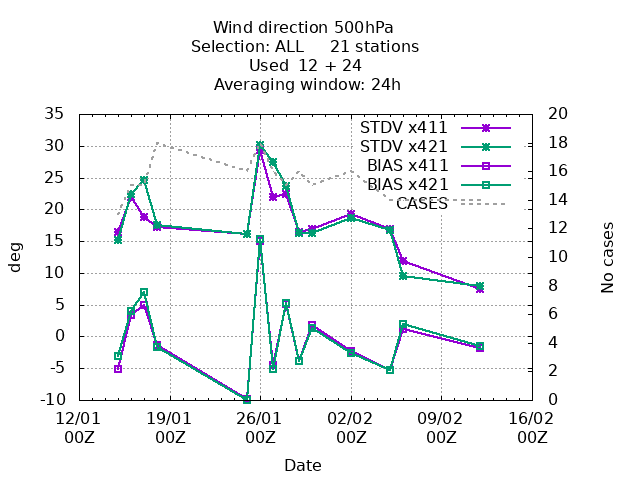 Wind direction 500hPa
Selection: ALL 21 stations
Used 12 + 24
Averaging window: 24h
deg
35
30
25
20
15
10
5
0
-5
-10
STDV x411
STDV x421
BIAS x411
BIAS x421
CASES
20
18
16
14
12
10
8
6
4
2
0
No cases
12/01 19/01 26/01 02/02 09/02 16/02
00Z 00Z 00Z 00Z 00Z 00Z
Date